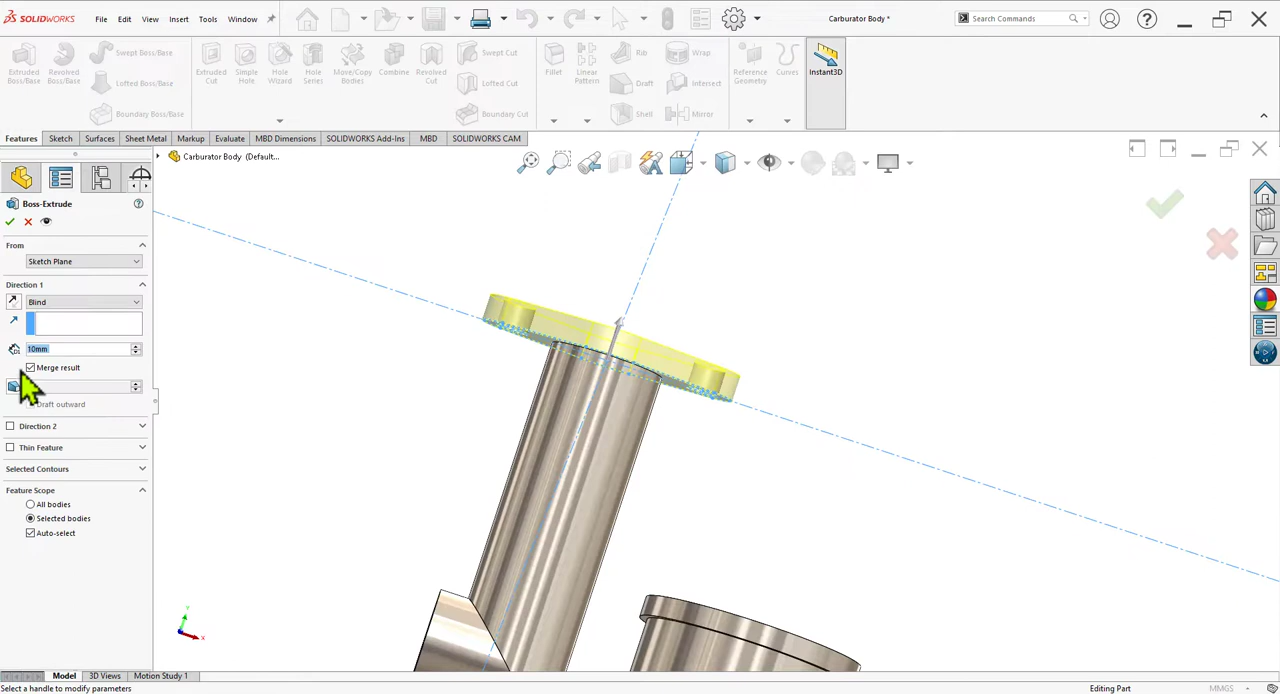 SOLIDWORKS File Edit View Insert Tools Window Carburator Body * Search Commands
Extruded Boss/Base
Revolved Boss/Base
Swept Boss/Base
Lofted Boss/Base
Boundary Boss/Base
Extruded Cut
Simple Hole
Hole Wizard
Hole Series
Move/Copy Bodies
Combine
Revolved Cut
Swept Cut
Lofted Cut
Boundary Cut
Fillet
Linear Pattern
Rib
Draft
Shell
Wrap
Intersect
Mirror
Reference Geometry
Curves
Instant3D
Features Sketch Surfaces Sheet Metal Markup Evaluate MBD Dimensions SOLIDWORKS Add-Ins MBD SOLIDWORKS CAM
Carburator Body (Default...
Boss-Extrude
From
Sketch Plane
Direction 1
Blind
10mm
Merge result
Draft outward
Direction 2
Thin Feature
Selected Contours
Feature Scope
All bodies
Selected bodies
Auto-select
Y
X
Model 3D Views Motion Study 1
Select a handle to modify parameters Editing Part MMGS